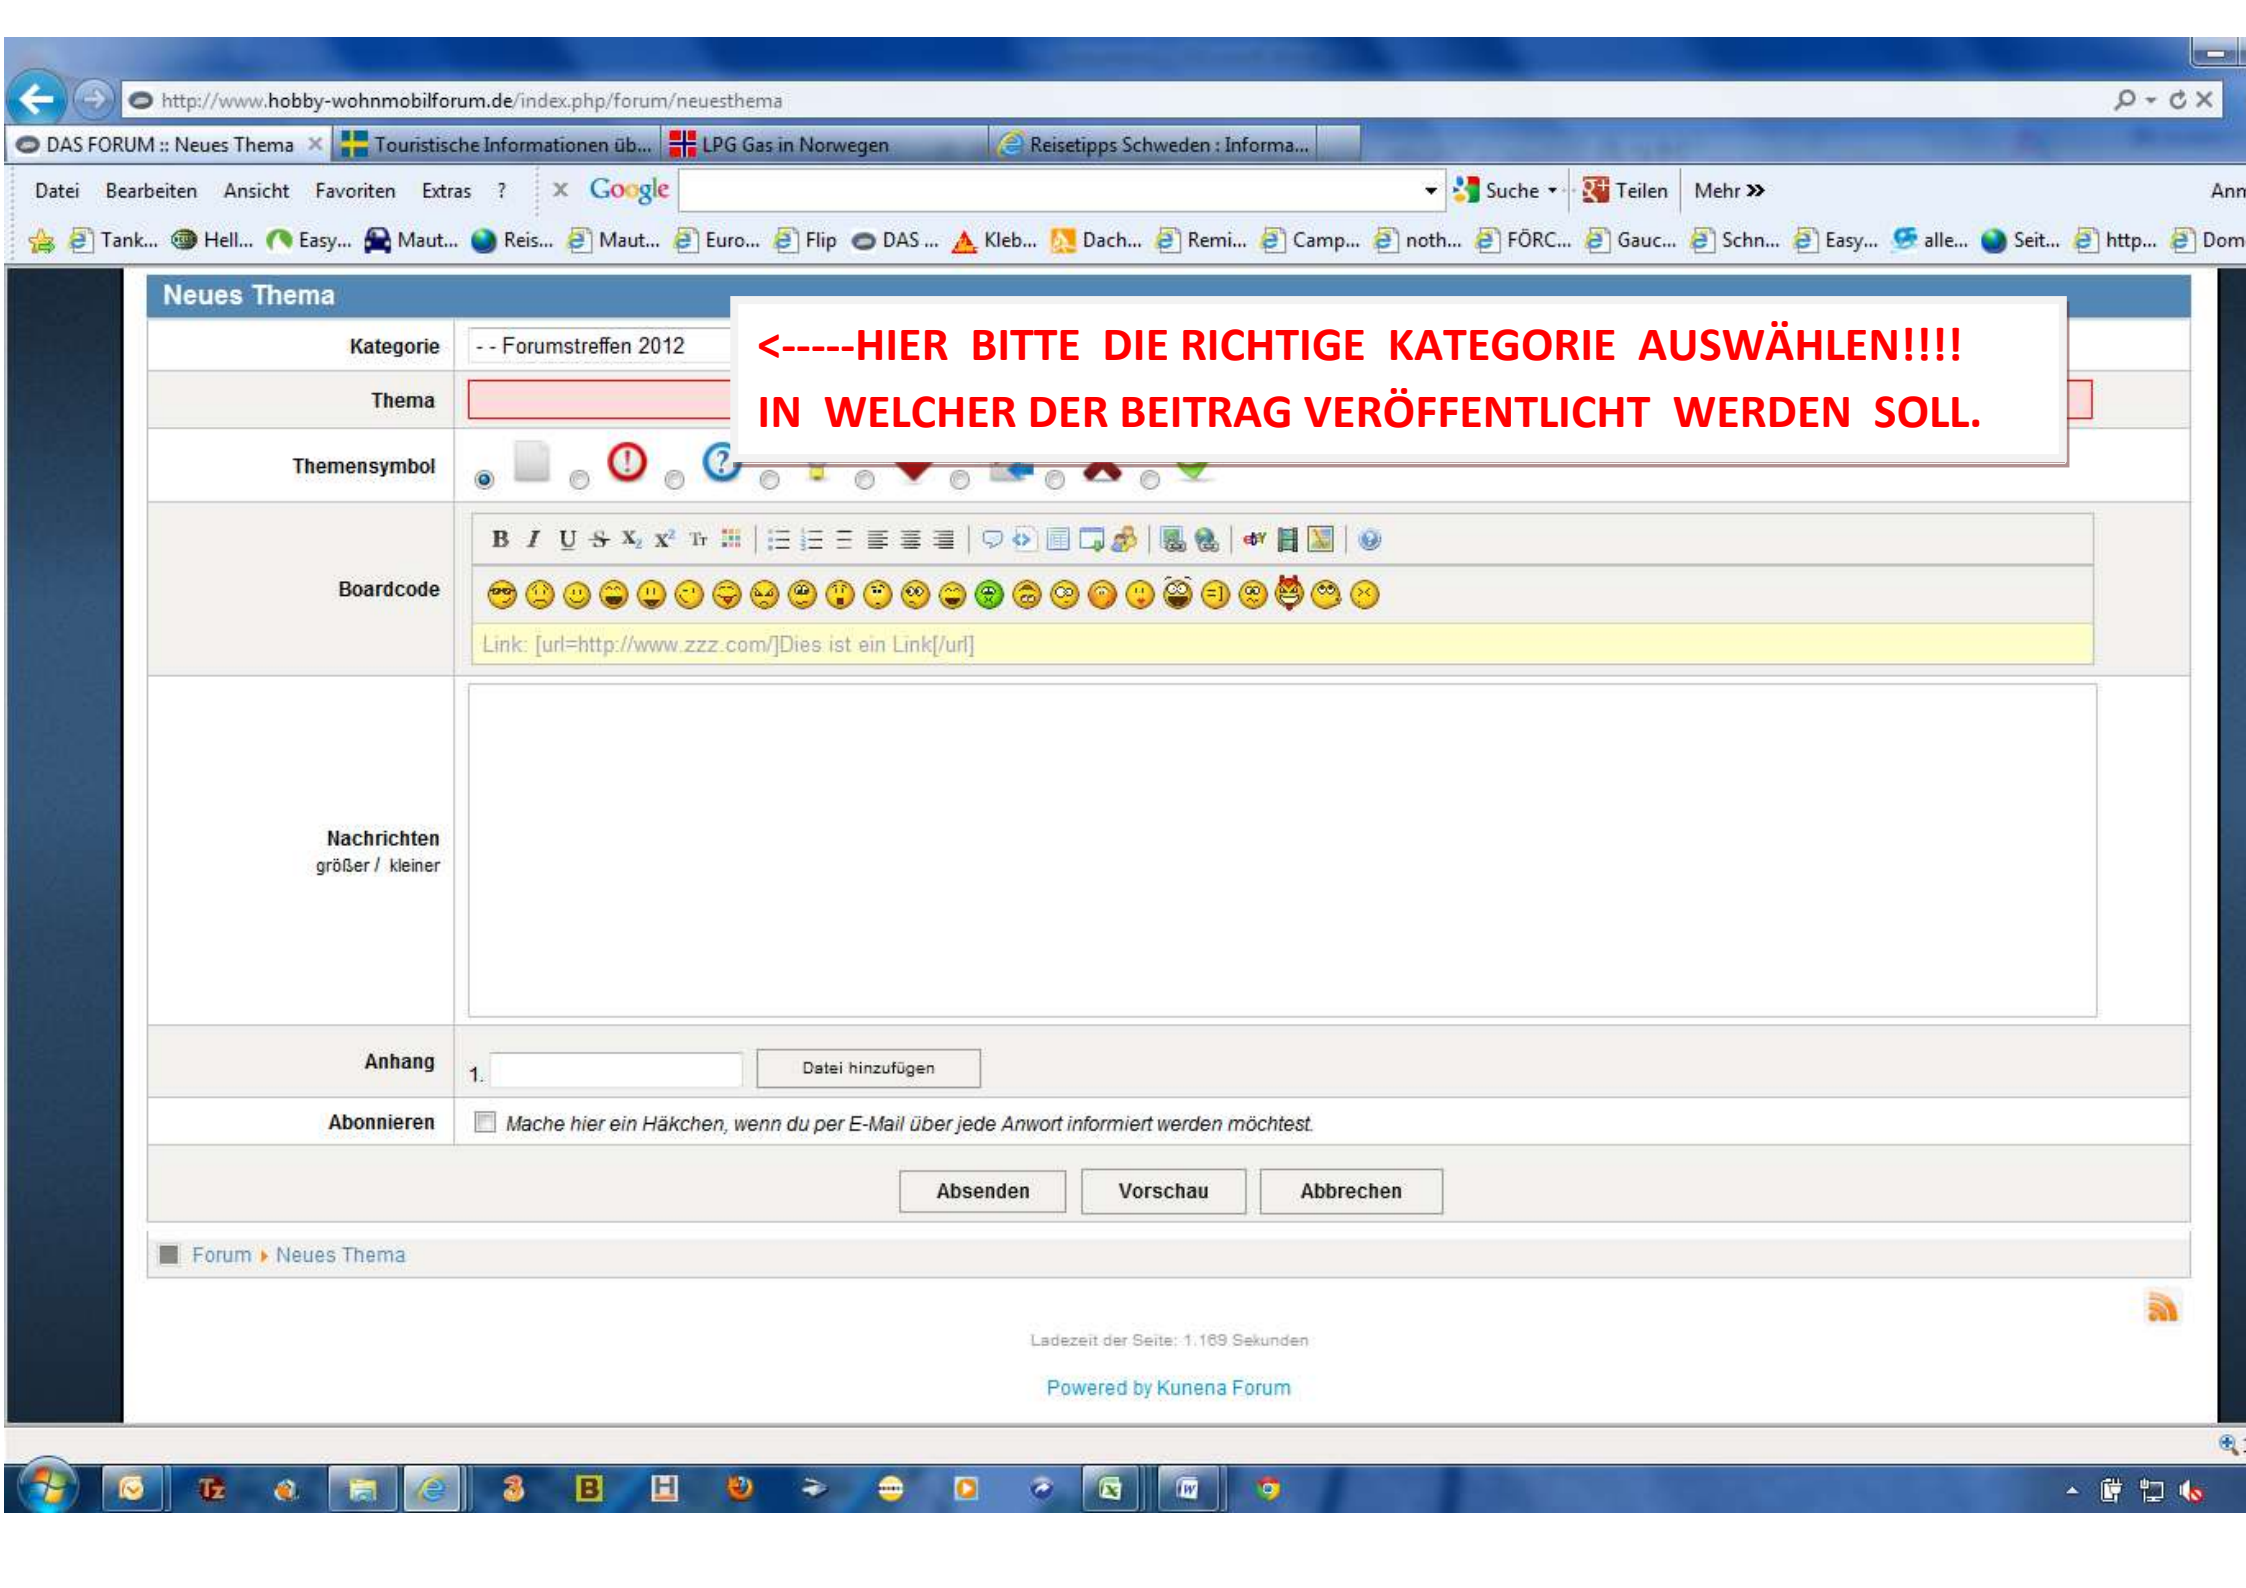 http://www.hobby-wohnmobilforum.de/index.php/forum/neuesthema
DAS FORUM :: Neues Thema Touristische Informationen üb... LPG Gas in Norwegen Reisetipps Schweden : Informa...
Datei Bearbeiten Ansicht Favoriten Extras ? x Google Suche Teilen Mehr »
Tank... Hell... Easy... Maut... Reis... Maut... Euro... Flip DAS ... Kleb... Dach... Remi... Camp... noth... FÖRC... Gauc... Schn... Easy... alle... Seit... http...
Neues Thema
Kategorie - - Forumstreffen 2012
<-----HIER BITTE DIE RICHTIGE KATEGORIE AUSWÄHLEN!!!!
Thema
IN WELCHER DER BEITRAG VERÖFFENTLICHT WERDEN SOLL.
Themensymbol
B I U S X2 x2 Tr
Boardcode
Link: [url=http://www.zzz.com/]Dies ist ein Link[/url]
Nachrichten
größer / kleiner
Anhang 1. Datei hinzufügen
Abonnieren Mache hier ein Häkchen, wenn du per E-Mail über jede Anwort informiert werden möchtest.
Absenden Vorschau Abbrechen
Forum Neues Thema
Ladezeit der Seite: 1.169 Sekunden
Powered by Kunena Forum